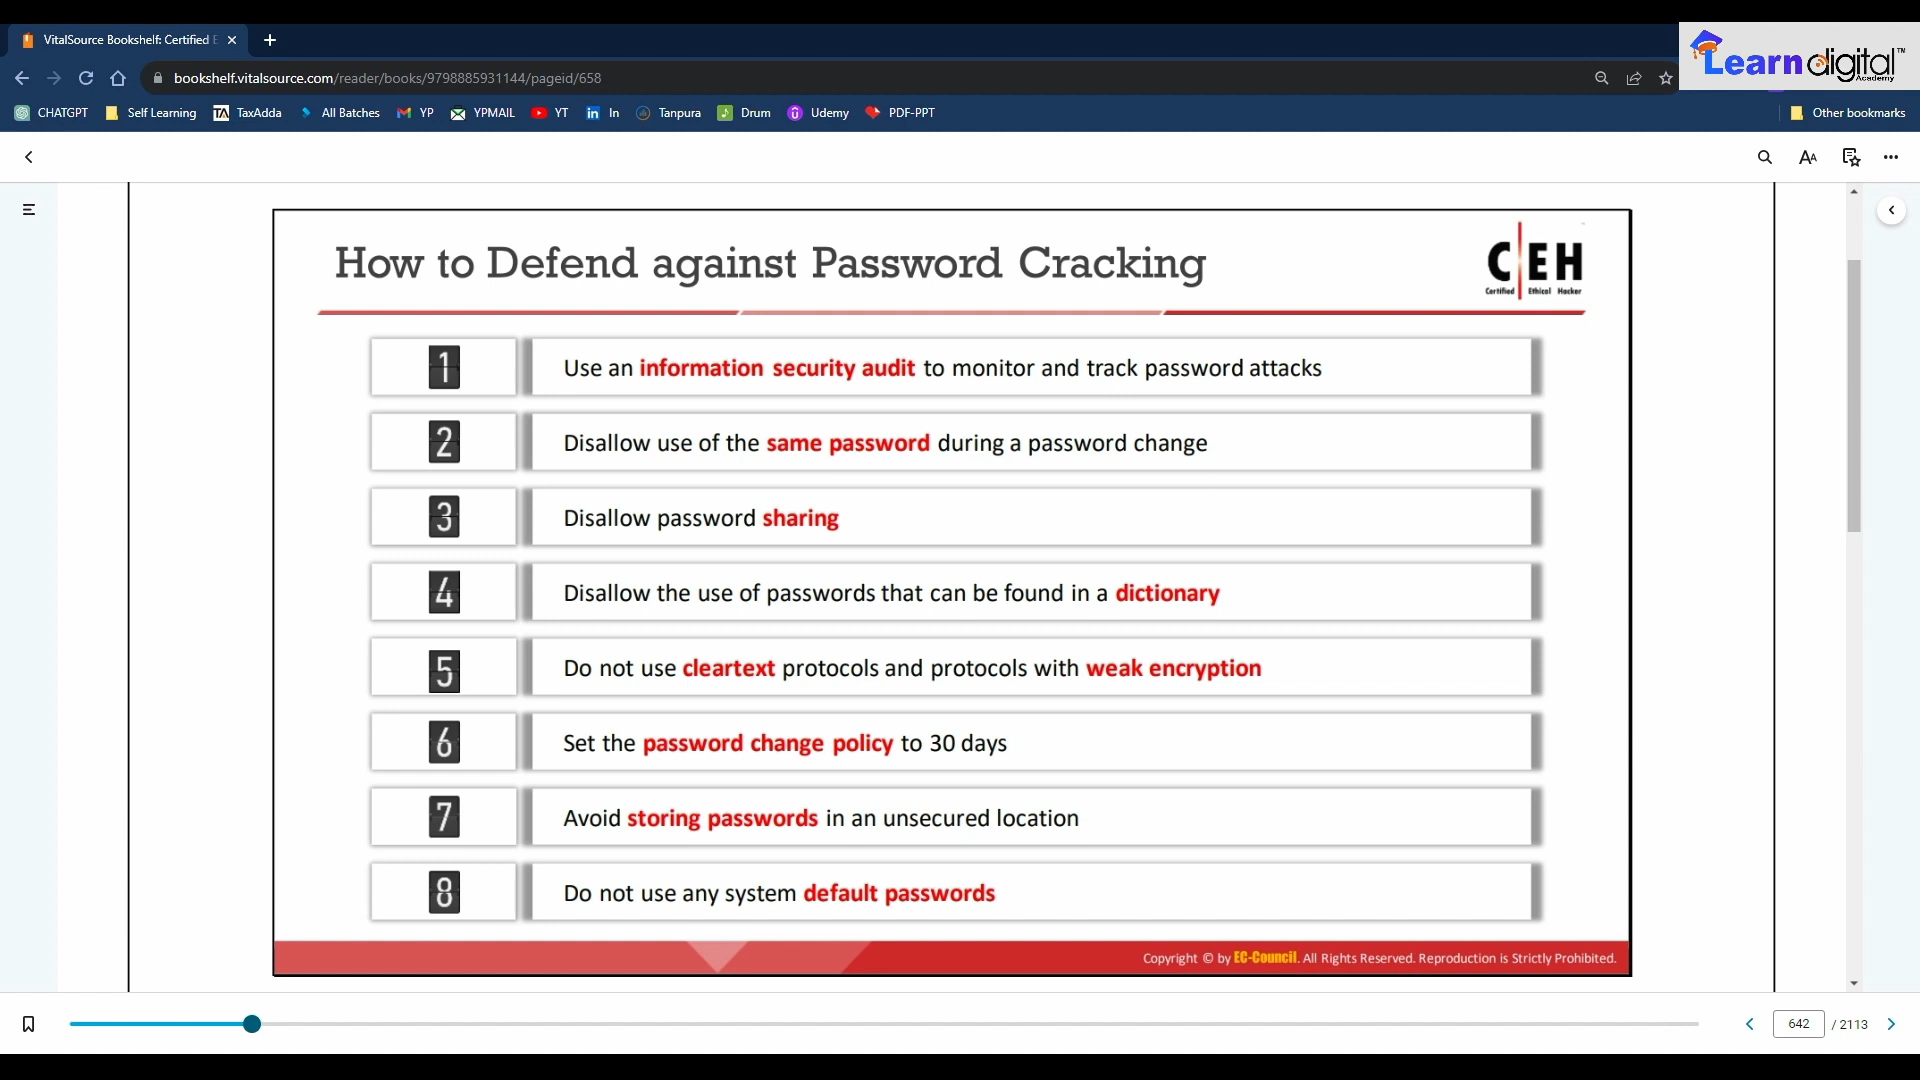 VitalSource Bookshelf: Certified E
bookshelf.vitalsource.com/reader/books/9798885931144/pageid/658
Learn digital™
Academy
CHATGPT Self Learning TaxAdda All Batches YP YPMAIL YT In Tanpura Drum Udemy PDF-PPT Other bookmarks
How to Defend against Password Cracking
C EH
Certified Ethical Hacker
1 Use an information security audit to monitor and track password attacks
2 Disallow use of the same password during a password change
3 Disallow password sharing
4 Disallow the use of passwords that can be found in a dictionary
5 Do not use cleartext protocols and protocols with weak encryption
6 Set the password change policy to 30 days
7 Avoid storing passwords in an unsecured location
8 Do not use any system default passwords
Copyright © by EC-Council. All Rights Reserved. Reproduction is Strictly Prohibited.
642 / 2113